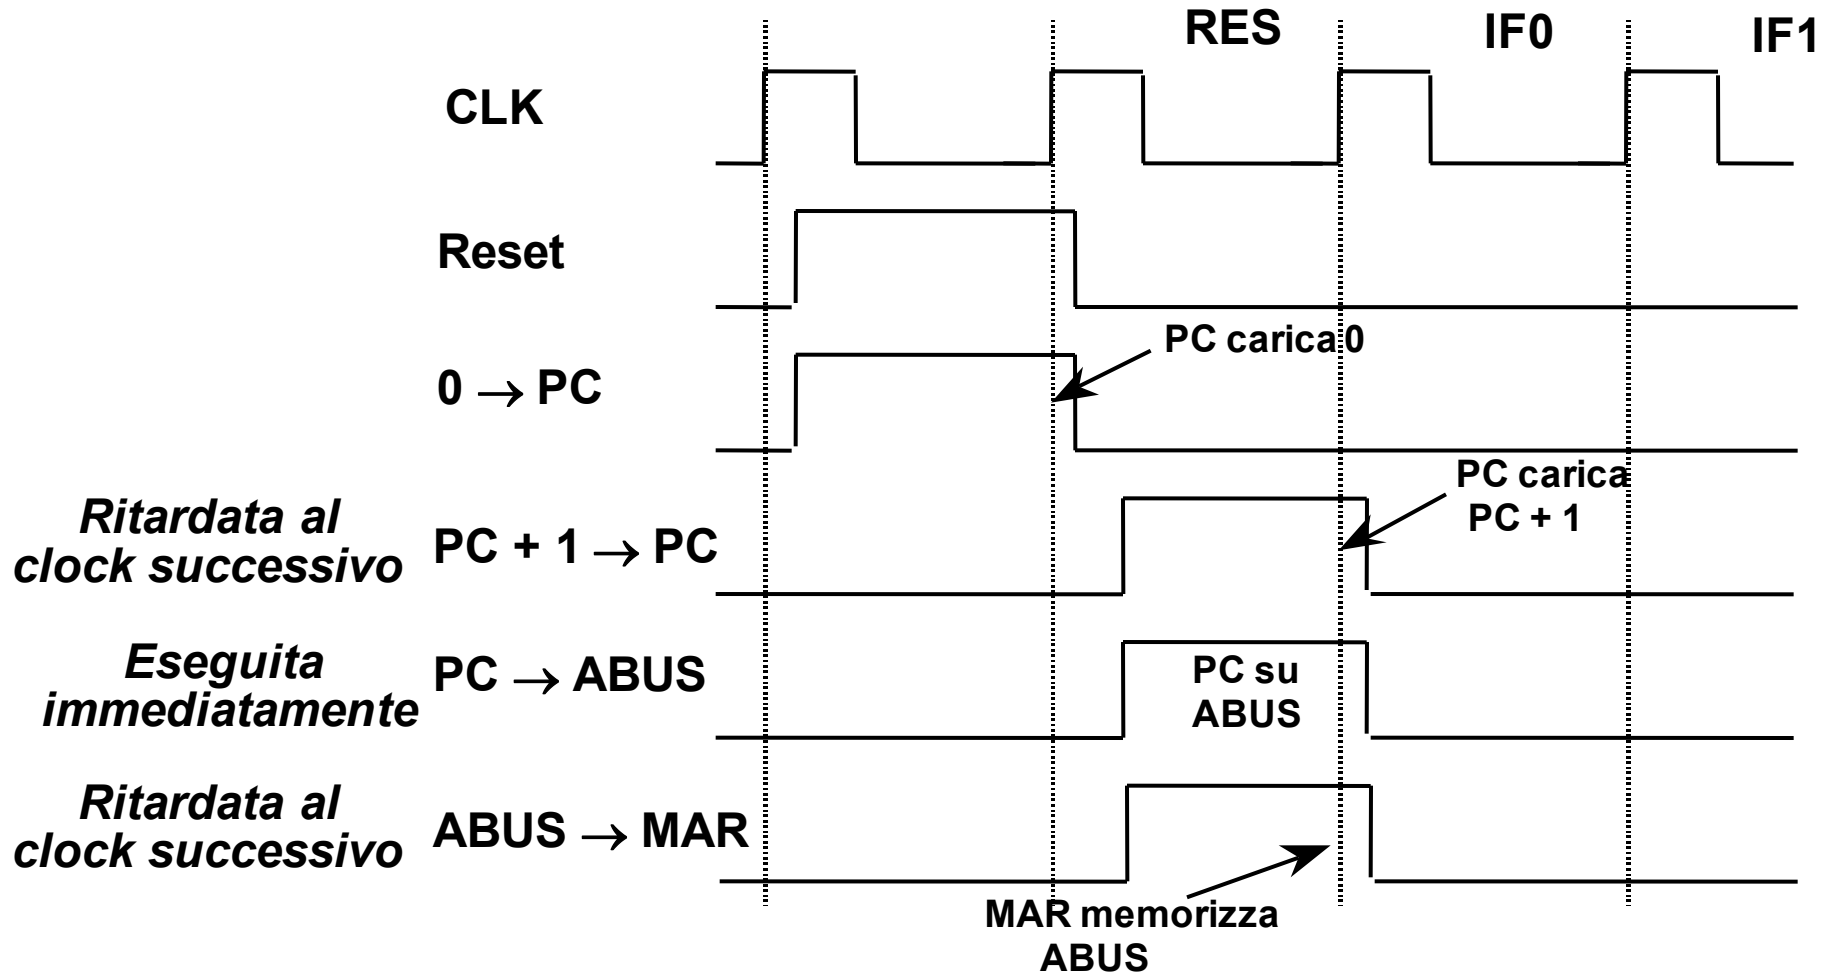 RES IF0 IF1
CLK
Reset
PC carica 0
0 → PC
PC carica
PC + 1
Ritardata al
clock successivo
PC + 1 → PC
Eseguita
immediatamente
PC → ABUS
PC su
ABUS
Ritardata al
clock successivo
ABUS → MAR
MAR memorizza
ABUS